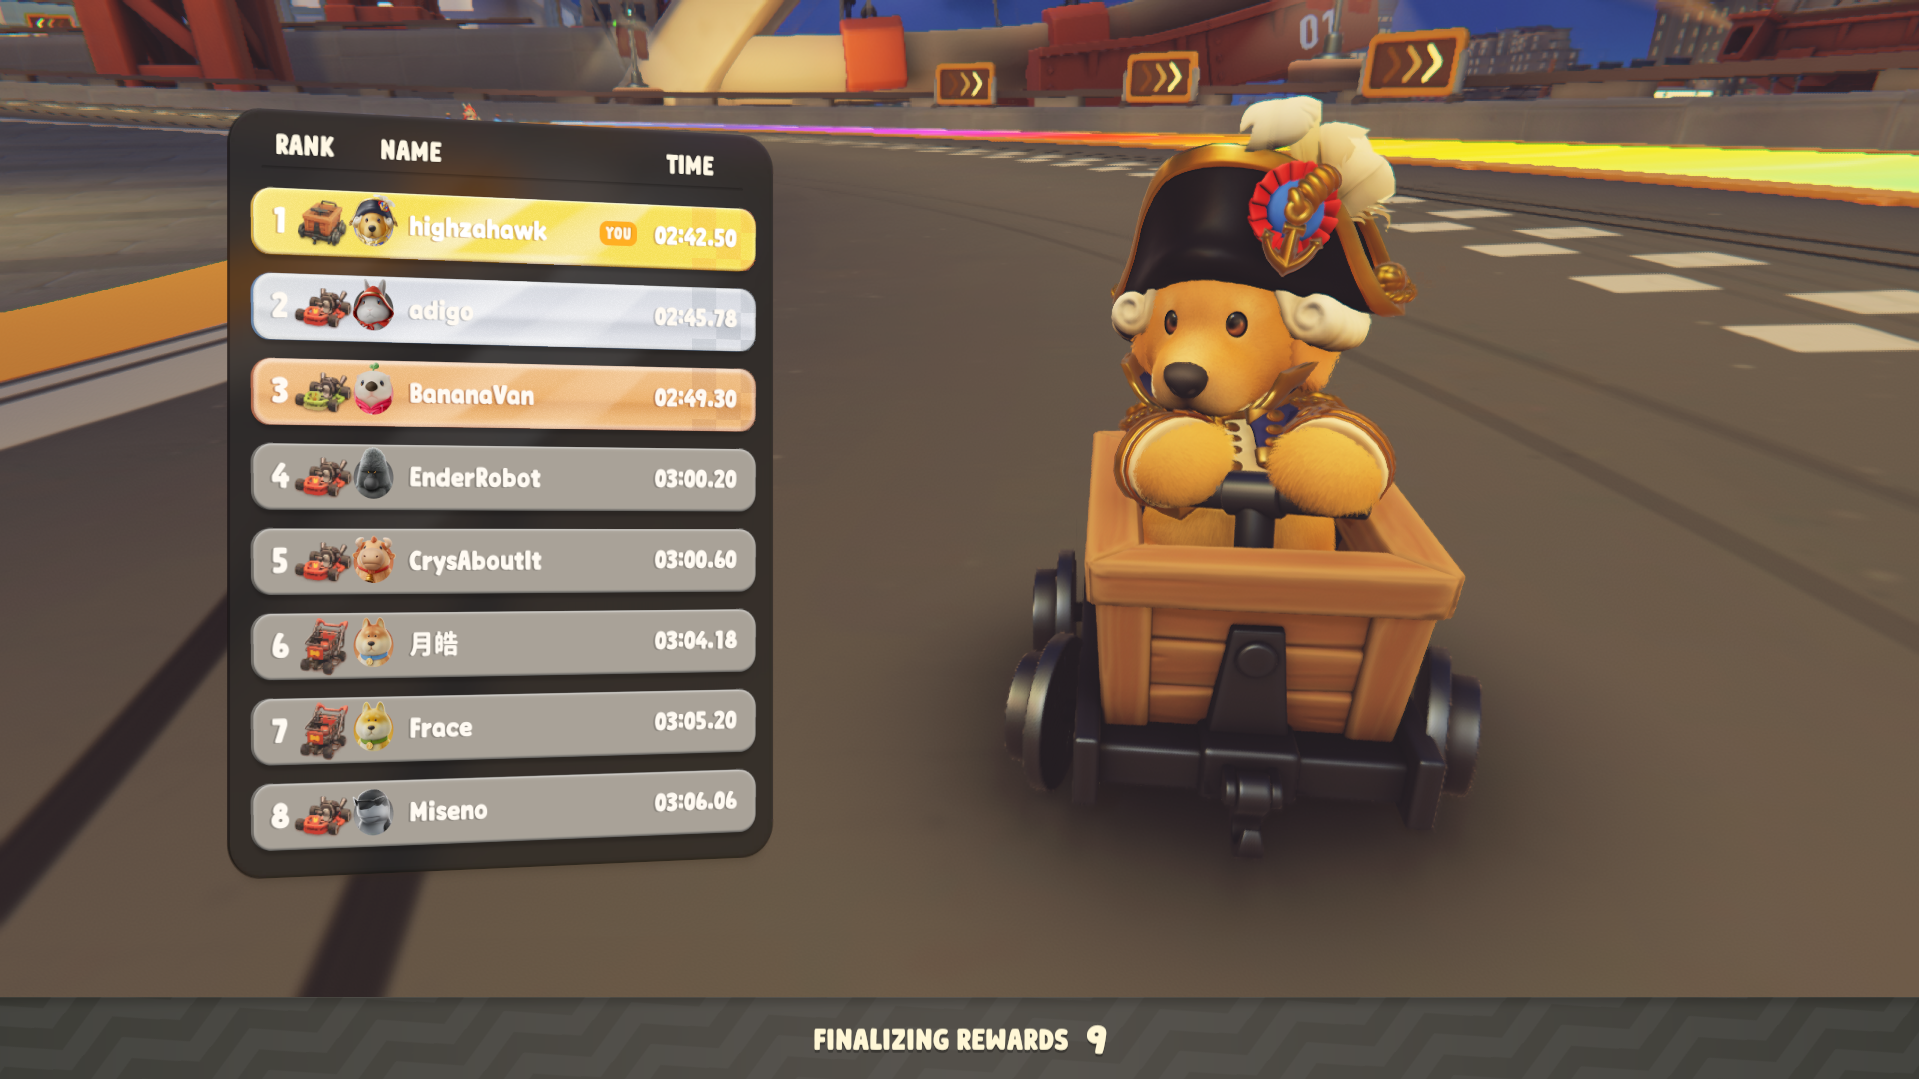 01
RANK NAME TIME
1 highzahawk YOU 02:42.50
2 adigo 02:45.78
3 BananaVan 02:49.30
4 EnderRobot 03:00.20
5 CrysAboutIt 03:00.60
6 月皓 03:04.18
7 Frace 03:05.20
8 Miseno 03:06.06
FINALIZING REWARDS 9